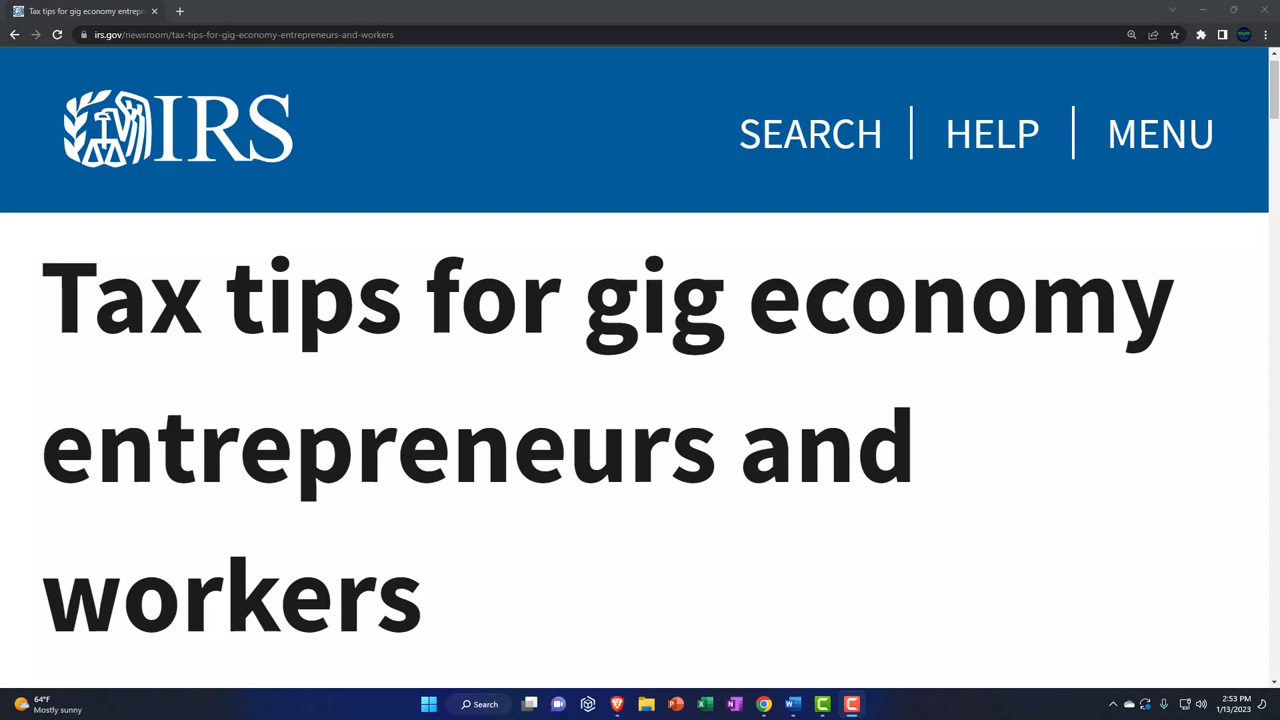 Tax tips for gig economy entrepr
irs.gov/newsroom/tax-tips-for-gig-economy-entrepreneurs-and-workers
IRS
SEARCH HELP MENU
Tax tips for gig economy
entrepreneurs and
workers
64°F
Mostly sunny
Search
2:53 PM
1/13/2023